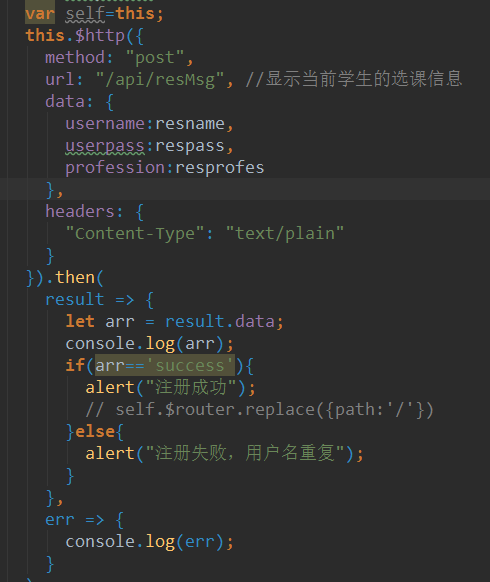 var self=this;
this.$http({
method: "post",
url: "/api/resMsg", //显示当前学生的选课信息
data: {
username:resname,
userpass:respass,
profession:resprofes
},
headers: {
"Content-Type": "text/plain"
}
}).then(
result => {
let arr = result.data;
console.log(arr);
if(arr=='success'){
alert("注册成功");
// self.$router.replace({path:'/'})
}else{
alert("注册失败，用户名重复");
}
},
err => {
console.log(err);
}